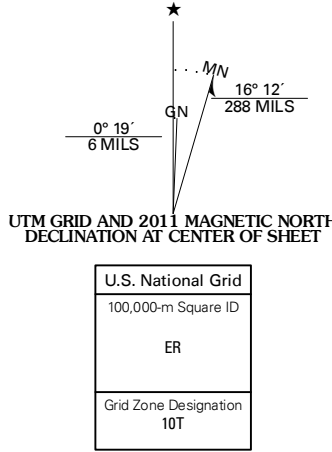 ★
MN
GN
16° 12´
288 MILS
0° 19´
6 MILS
UTM GRID AND 2011 MAGNETIC NORTH
DECLINATION AT CENTER OF SHEET
U.S. National Grid
100,000-m Square ID
ER
Grid Zone Designation
10T